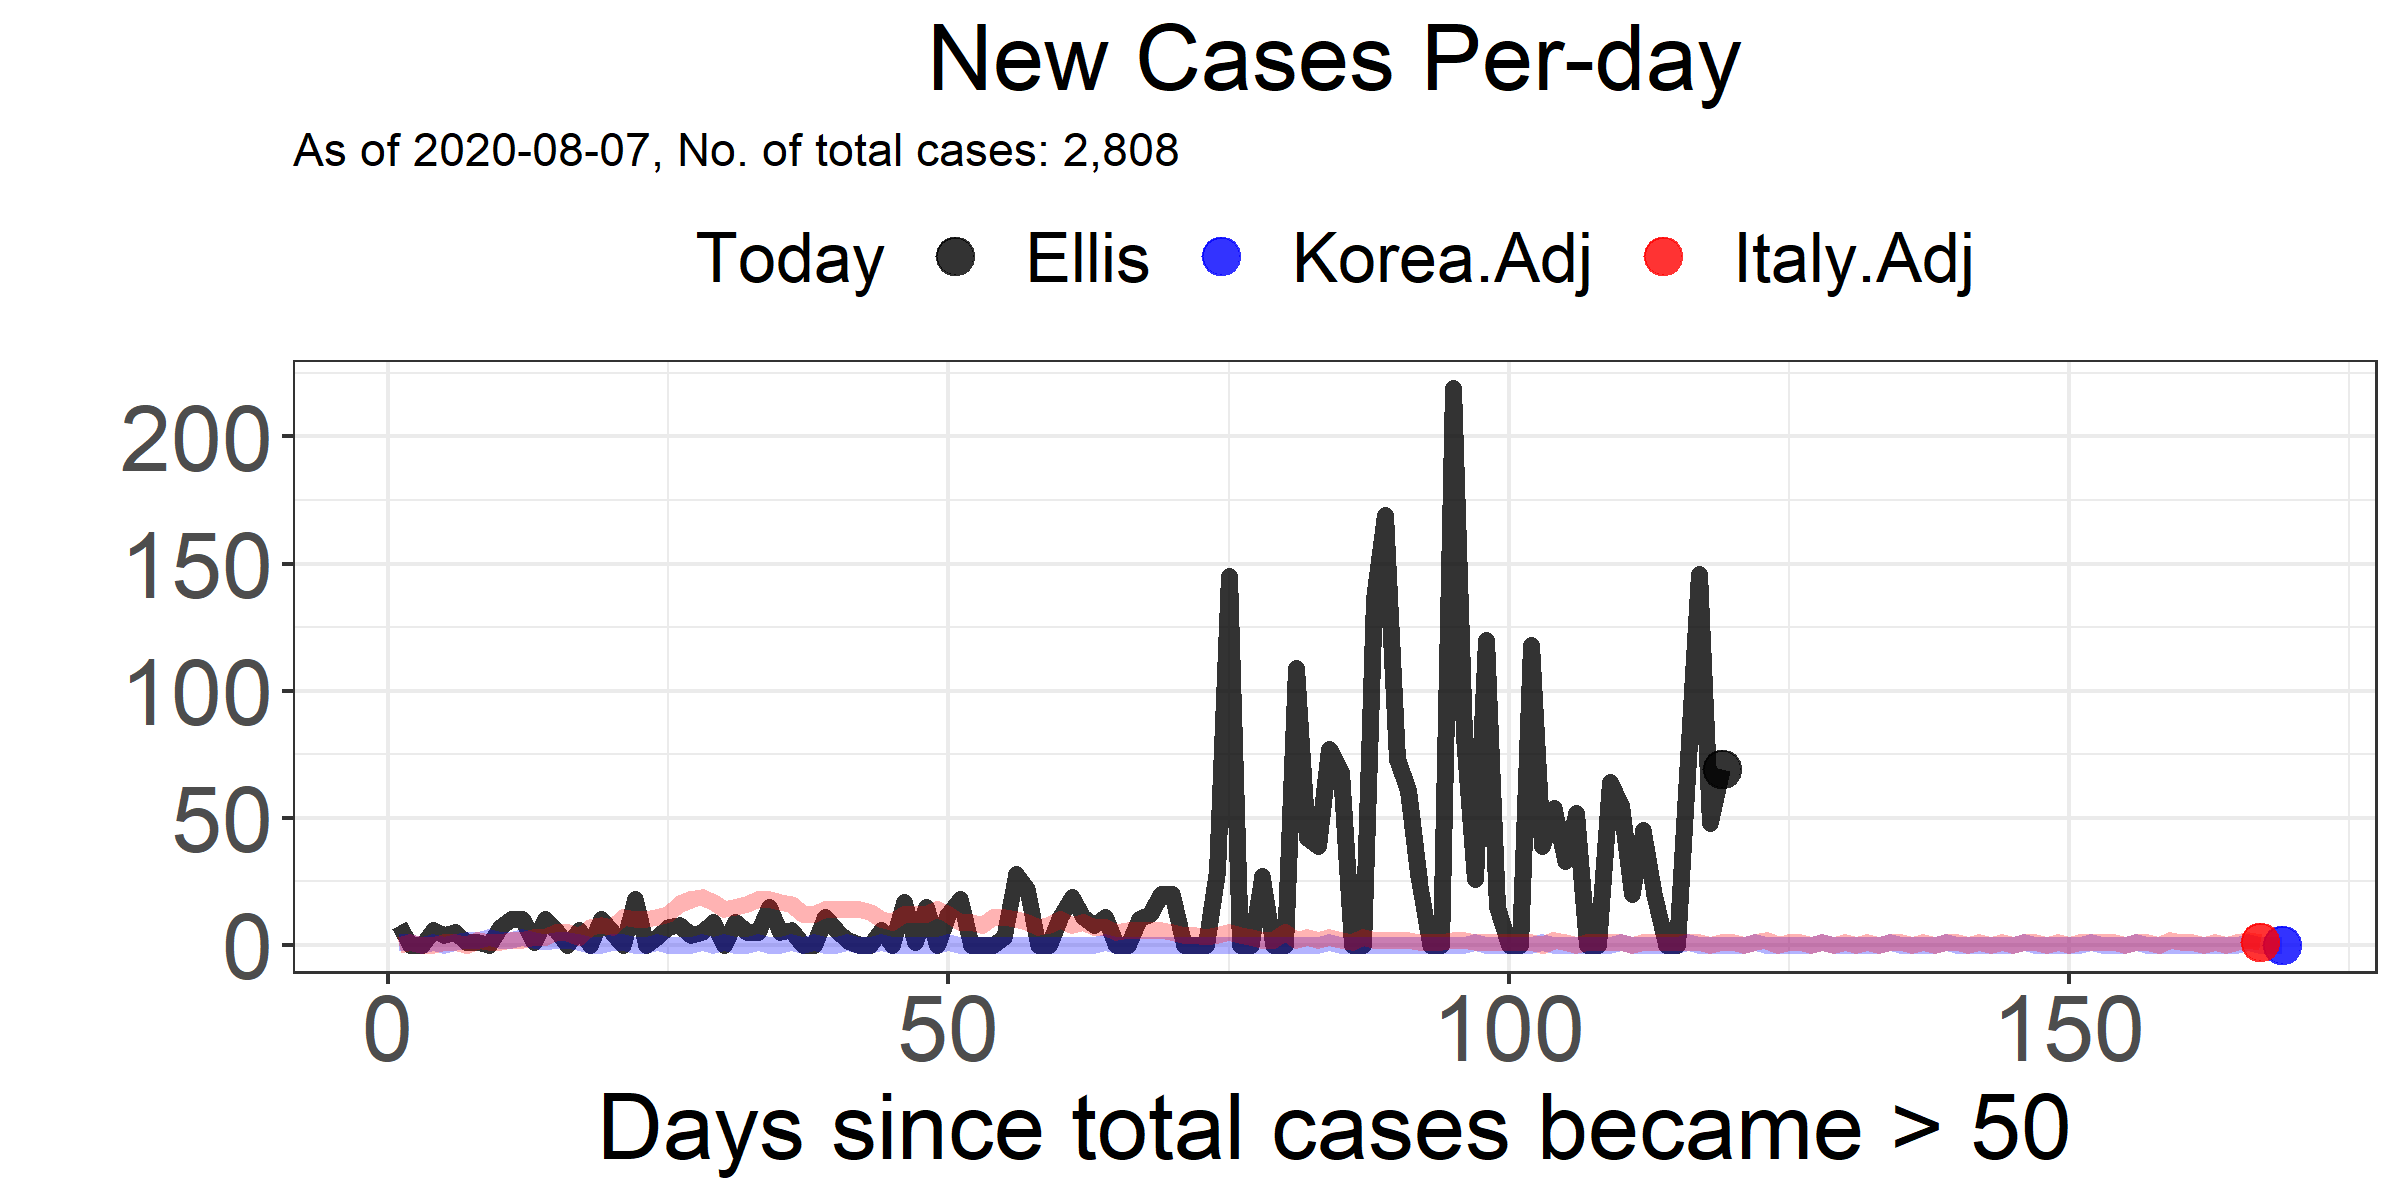 New Cases Per-day
As of 2020-08-07, No. of total cases: 2,808
Today Ellis Korea.Adj Italy.Adj
200
150
100
50
0
0 50 100 150
Days since total cases became > 50